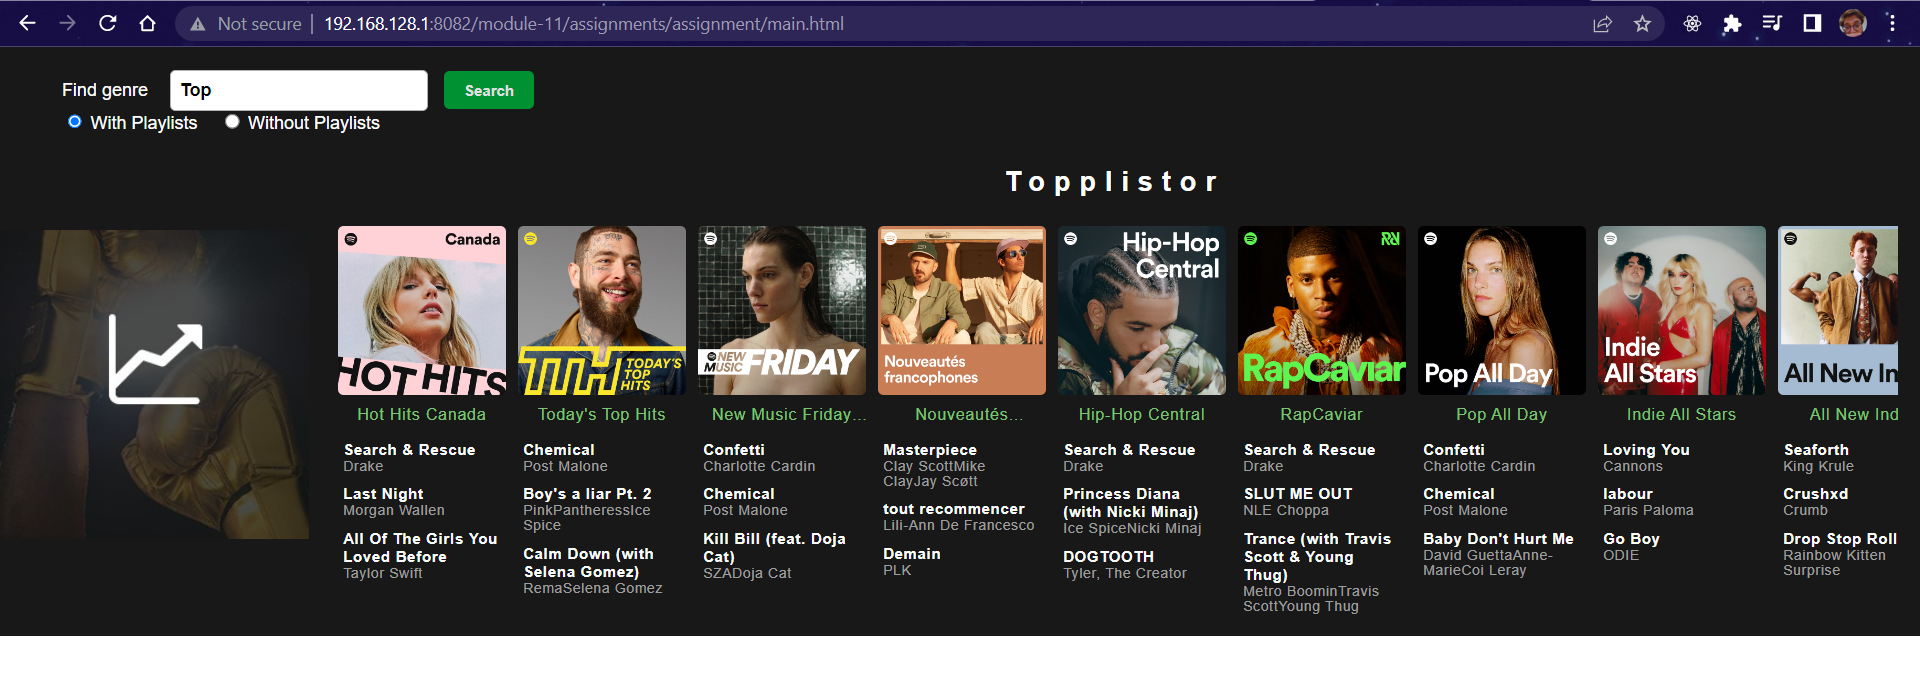 Not secure
192.168.128.1:8082/module-11/assignments/assignment/main.html
Find genre
Top
Search
With Playlists
Without Playlists
Topplistor
Canada
HOT HITS
TTH TODAY'S
TOP
HITS
NEW
MUSIC FRIDAY
Nouveautés
francophones
Hip-Hop
Central
RapCaviar
Pop All Day
Indie
All Stars
All New In
Hot Hits Canada
Search & Rescue
Drake
Last Night
Morgan Wallen
All Of The Girls You
Loved Before
Taylor Swift
Today's Top Hits
Chemical
Post Malone
Boy's a liar Pt. 2
PinkPantheressIce
Spice
Calm Down (with
Selena Gomez)
RemaSelena Gomez
New Music Friday...
Confetti
Charlotte Cardin
Chemical
Post Malone
Kill Bill (feat. Doja
Cat)
SZADoja Cat
Nouveautés...
Masterpiece
Clay ScottMike
ClayJay Scøtt
tout recommencer
Lili-Ann De Francesco
Demain
PLK
Hip-Hop Central
Search & Rescue
Drake
Princess Diana
(with Nicki Minaj)
Ice SpiceNicki Minaj
DOGTOOTH
Tyler, The Creator
RapCaviar
Search & Rescue
Drake
SLUT ME OUT
NLE Choppa
Trance (with Travis
Scott & Young
Thug)
Metro BoominTravis
ScottYoung Thug
Pop All Day
Confetti
Charlotte Cardin
Chemical
Post Malone
Baby Don't Hurt Me
David GuettaAnne-
MarieCoi Leray
Indie All Stars
Loving You
Cannons
labour
Paris Paloma
Go Boy
ODIE
All New Ind
Seaforth
King Krule
Crushxd
Crumb
Drop Stop Roll
Rainbow Kitten
Surprise